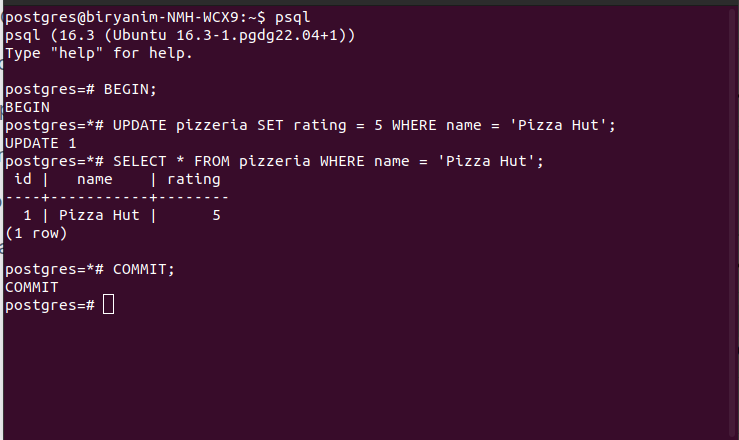 postgres@biryanim-NMH-WCX9:~$ psql
psql (16.3 (Ubuntu 16.3-1.pgdg22.04+1))
Type "help" for help.

postgres=# BEGIN;
BEGIN
postgres=*# UPDATE pizzeria SET rating = 5 WHERE name = 'Pizza Hut';
UPDATE 1
postgres=*# SELECT * FROM pizzeria WHERE name = 'Pizza Hut';
 id |   name    | rating
----+-----------+--------
  1 | Pizza Hut |      5
(1 row)

postgres=*# COMMIT;
COMMIT
postgres=#